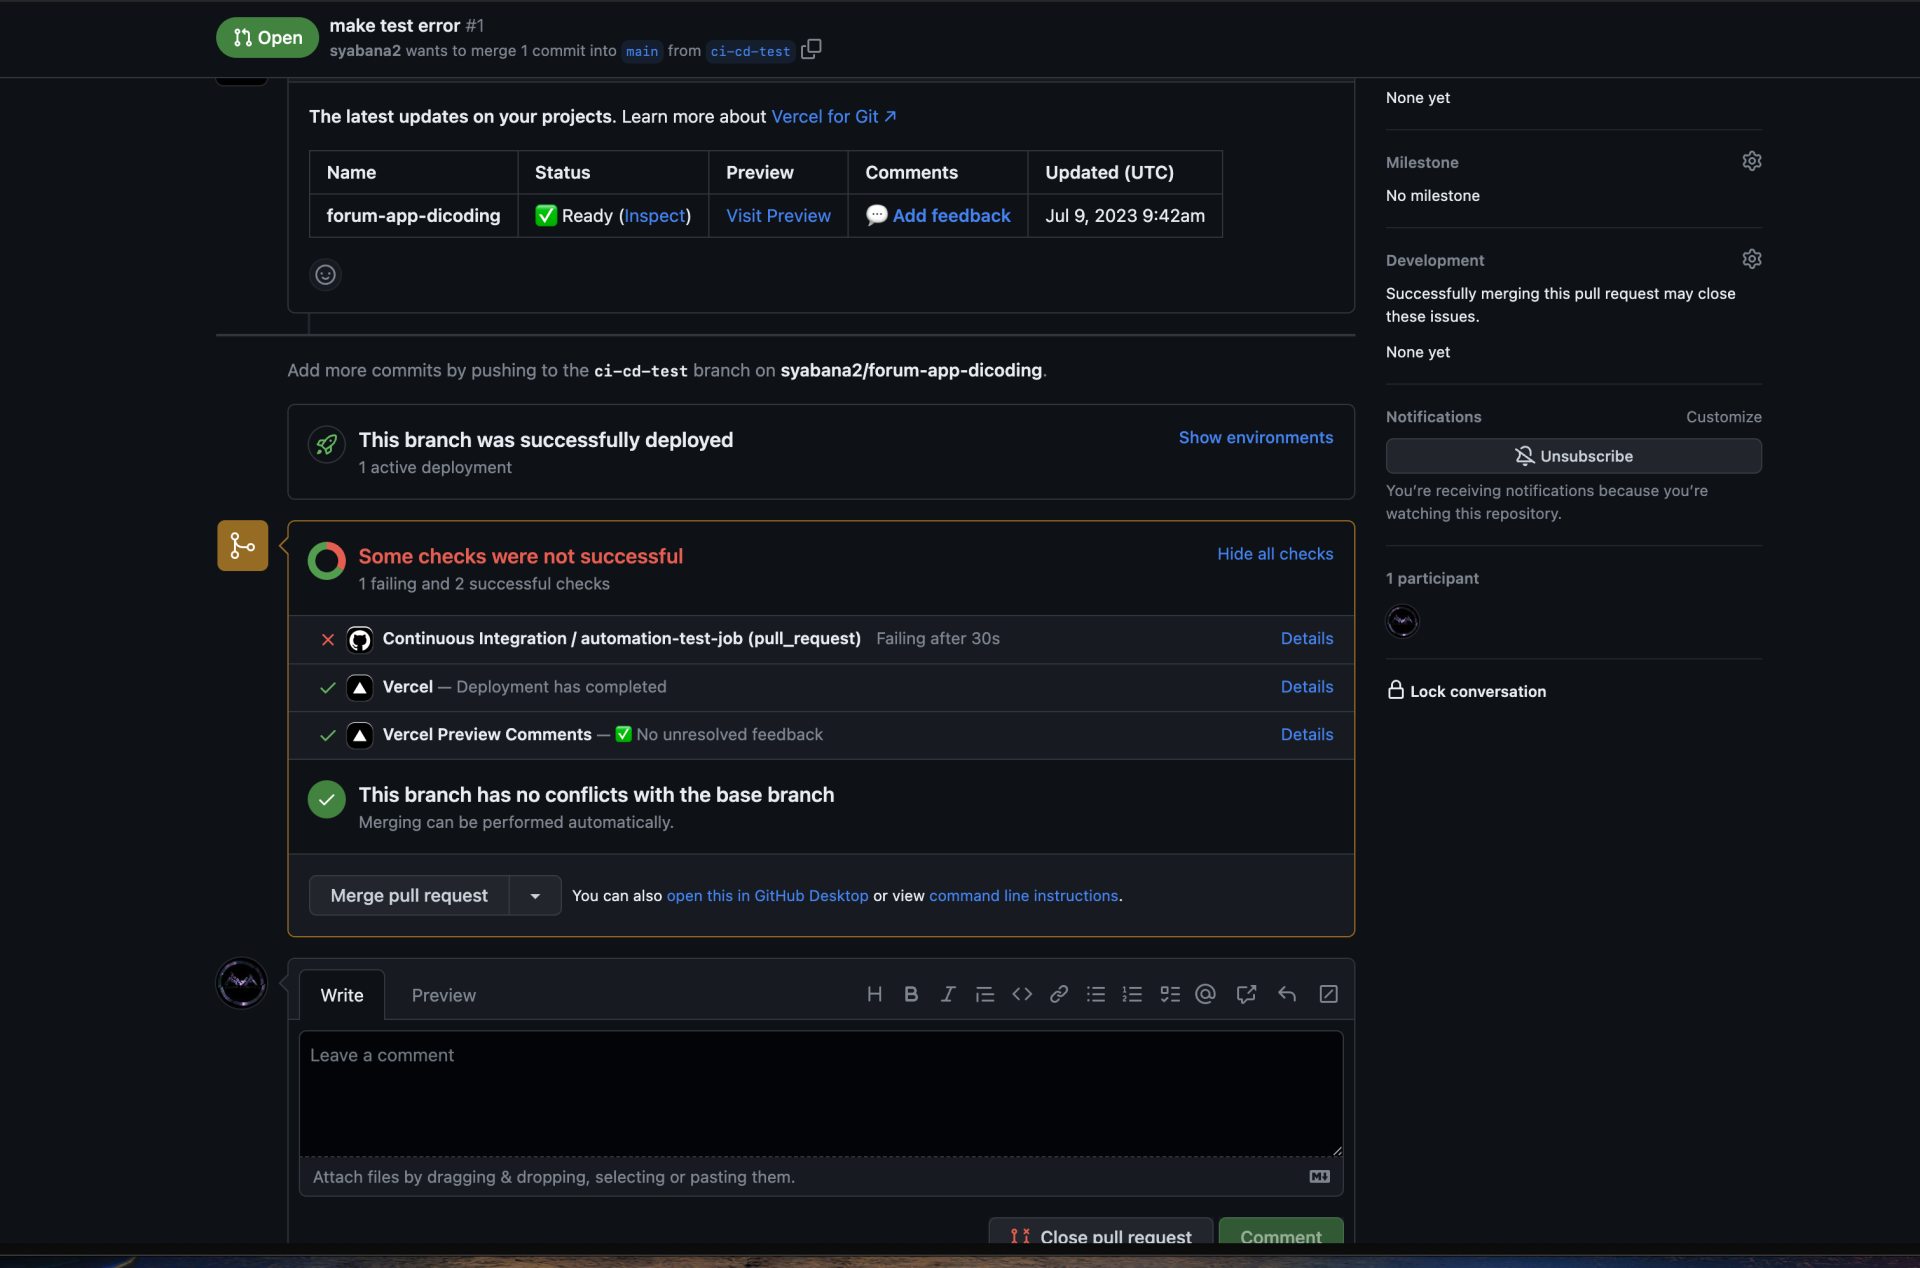 Open
make test error #1
syabana2 wants to merge 1 commit into main from ci-cd-test
The latest updates on your projects. Learn more about Vercel for Git ↗
Name Status Preview Comments Updated (UTC)
forum-app-dicoding ✅ Ready (Inspect) Visit Preview 💬 Add feedback Jul 9, 2023 9:42am
Add more commits by pushing to the ci-cd-test branch on syabana2/forum-app-dicoding.
This branch was successfully deployed
1 active deployment
Show environments
Some checks were not successful
1 failing and 2 successful checks
Hide all checks
Continuous Integration / automation-test-job (pull_request) Failing after 30s Details
Vercel — Deployment has completed Details
Vercel Preview Comments — ✅ No unresolved feedback Details
This branch has no conflicts with the base branch
Merging can be performed automatically.
Merge pull request
You can also open this in GitHub Desktop or view command line instructions.
Write Preview
Leave a comment
Attach files by dragging & dropping, selecting or pasting them.
Close pull request Comment
None yet
Milestone
No milestone
Development
Successfully merging this pull request may close
these issues.
None yet
Notifications Customize
Unsubscribe
You're receiving notifications because you're
watching this repository.
1 participant
Lock conversation